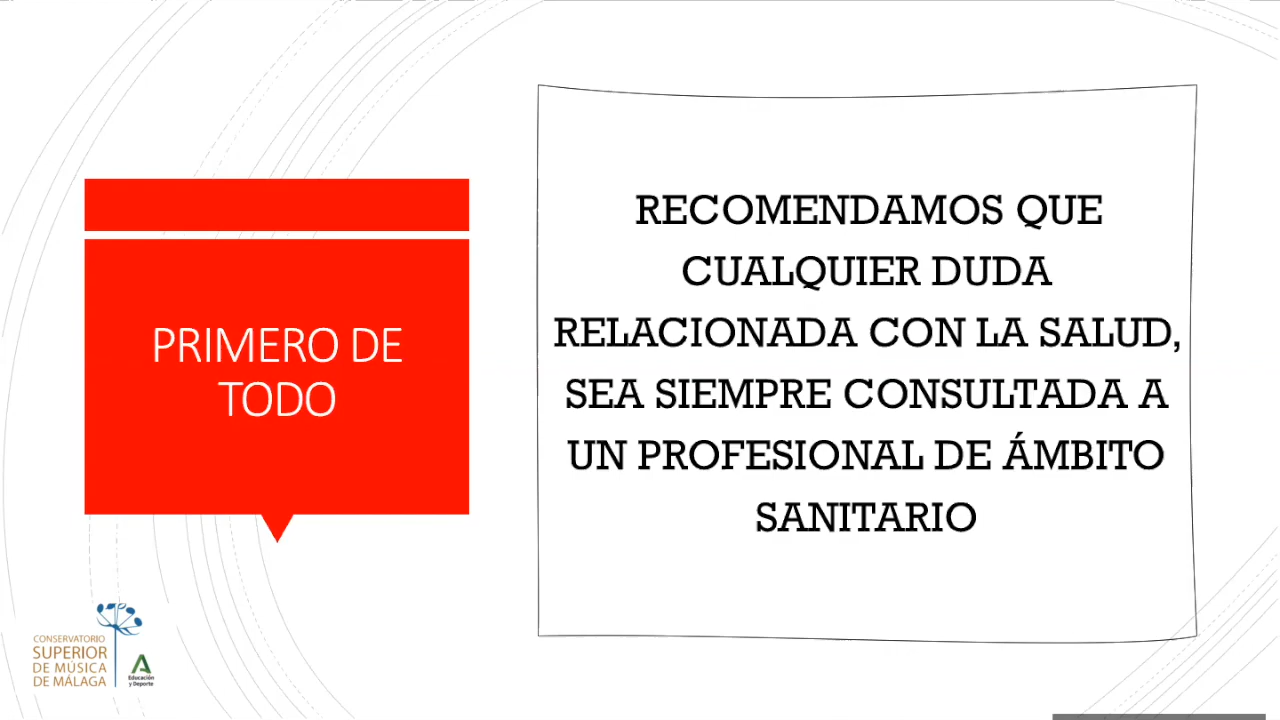 PRIMERO DE
TODO
RECOMENDAMOS QUE
CUALQUIER DUDA
RELACIONADA CON LA SALUD,
SEA SIEMPRE CONSULTADA A
UN PROFESIONAL DE ÁMBITO
SANITARIO
CONSERVATORIO
SUPERIOR
DE MÚSICA
DE MÁLAGA
Educación
y Deporte